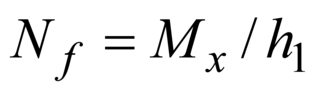 N_f = M_x / h_1